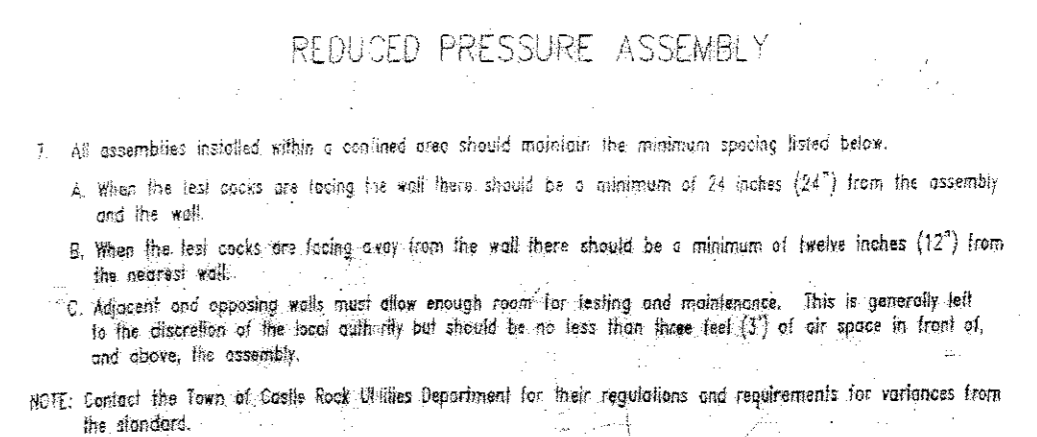 REDUCED PRESSURE ASSEMBLY
7. All assemblies installed within a confined area should maintain the minimum spacing listed below.
A. When the test cocks are facing the wall there should be a minimum of 24 inches (24") from the assembly
and the wall.
B. When the test cocks are facing away from the wall there should be a minimum of twelve inches (12") from
the nearest wall.
C. Adjacent and opposing walls must allow enough room for testing and maintenance. This is generally left
to the discretion of the local authority but should be no less than three feet (3') of air space in front of,
and above, the assembly.
NOTE: Contact the Town of Castle Rock Utilities Department for their regulations and requirements for variances from
the standard.